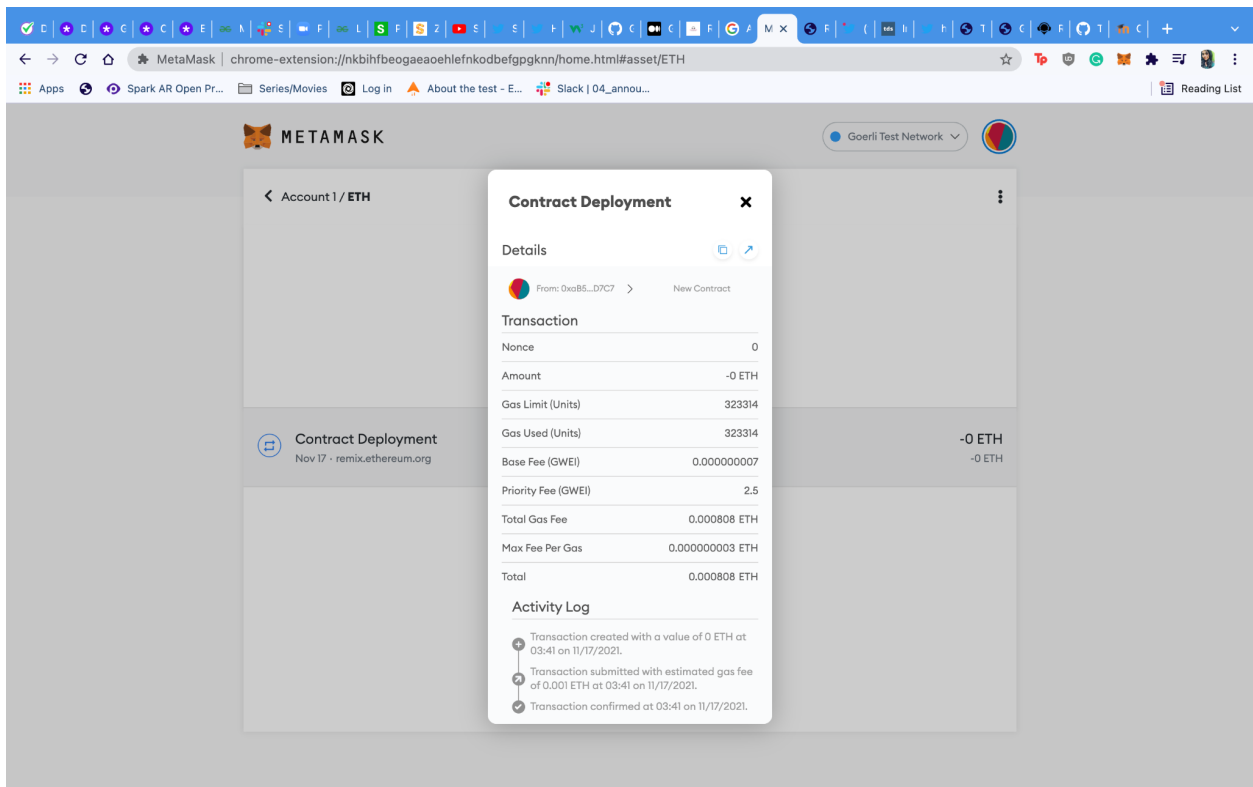 MetaMask | chrome-extension://nkbihfbeogaeaoehlefnkodbefgpgknn/home.html#asset/ETH
Apps Spark AR Open Pr... Series/Movies Log in About the test - E... Slack | 04_annou... Reading List
METAMASK Goerli Test Network
Account 1 / ETH
Contract Deployment
Details
From: 0xaB5...D7C7 New Contract
Transaction
Nonce 0
Amount -0 ETH
Gas Limit (Units) 323314
Gas Used (Units) 323314
Base Fee (GWEI) 0.000000007
Priority Fee (GWEI) 2.5
Total Gas Fee 0.000808 ETH
Max Fee Per Gas 0.000000003 ETH
Total 0.000808 ETH
Activity Log
Transaction created with a value of 0 ETH at
03:41 on 11/17/2021.
Transaction submitted with estimated gas fee
of 0.001 ETH at 03:41 on 11/17/2021.
Transaction confirmed at 03:41 on 11/17/2021.
Contract Deployment -0 ETH
Nov 17 · remix.ethereum.org -0 ETH